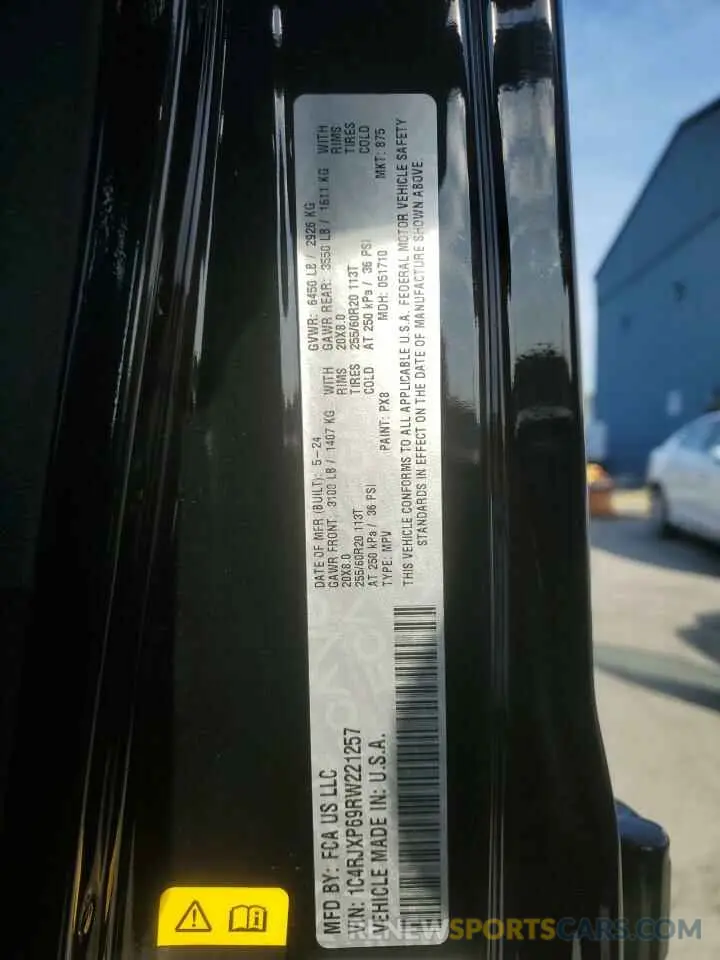 MFD BY: FCA US LLC
VIN: 1C4RJXP69RW221257
VEHICLE MADE IN: U.S.A.
DATE OF MFR (BUILT): 5-24
GAWR FRONT: 3100 LB / 1407 KG WITH
20X8.0 RIMS
255/60R20 113T TIRES
AT 250 kPa / 36 PSI COLD
GVWR: 6450 LB / 2926 KG
GAWR REAR: 3550 LB / 1611 KG WITH
20X8.0 RIMS
255/60R20 113T TIRES
AT 250 kPa / 36 PSI COLD
TYPE: MPV PAINT: PX8 MDH: 051710 MKT: 875
THIS VEHICLE CONFORMS TO ALL APPLICABLE U.S.A. FEDERAL MOTOR VEHICLE SAFETY
STANDARDS IN EFFECT ON THE DATE OF MANUFACTURE SHOWN ABOVE.
RENEWSPORTSCAR.COM